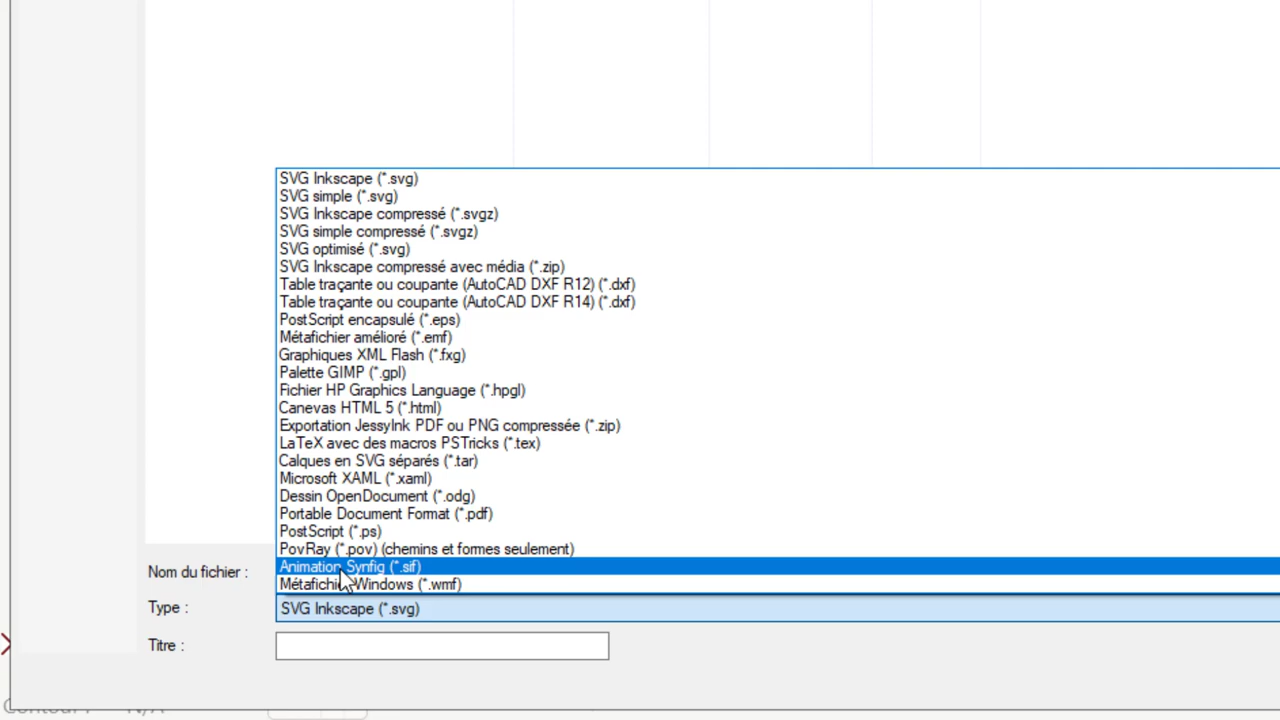 SVG Inkscape (*.svg)
SVG simple (*.svg)
SVG Inkscape compressé (*.svgz)
SVG simple compressé (*.svgz)
SVG optimisé (*.svg)
SVG Inkscape compressé avec média (*.zip)
Table traçante ou coupante (AutoCAD DXF R12) (*.dxf)
Table traçante ou coupante (AutoCAD DXF R14) (*.dxf)
PostScript encapsulé (*.eps)
Métafichier amélioré (*.emf)
Graphiques XML Flash (*.fxg)
Palette GIMP (*.gpl)
Fichier HP Graphics Language (*.hpgl)
Canevas HTML 5 (*.html)
Exportation JessyInk PDF ou PNG compressée (*.zip)
LaTeX avec des macros PSTricks (*.tex)
Calques en SVG séparés (*.tar)
Microsoft XAML (*.xaml)
Dessin OpenDocument (*.odg)
Portable Document Format (*.pdf)
PostScript (*.ps)
PovRay (*.pov) (chemins et formes seulement)
Animation Synfig (*.sif)
Métafichier Windows (*.wmf)
Nom du fichier :
Type : SVG Inkscape (*.svg)
Titre :
N/A